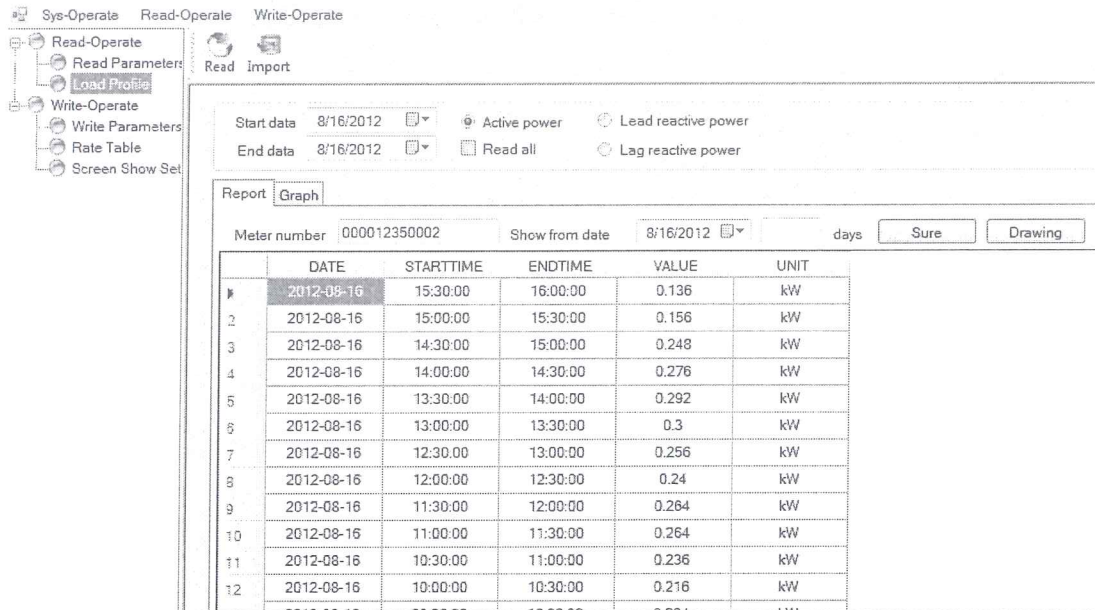 Sys-Operate Read-Operate Write-Operate
Read-Operate
Read Parameters
Load Profile
Write-Operate
Write Parameters
Rate Table
Screen Show Set
Read Import
Start data 8/16/2012 Active power Lead reactive power
End data 8/16/2012 Read all Lag reactive power
Report Graph
Meter number 000012350002 Show from date 8/16/2012 days Sure Drawing
DATE STARTTIME ENDTIME VALUE UNIT
2012-08-16 15:30:00 16:00:00 0.136 kW
2 2012-08-16 15:00:00 15:30:00 0.156 kW
3 2012-08-16 14:30:00 15:00:00 0.248 kW
4 2012-08-16 14:00:00 14:30:00 0.276 kW
5 2012-08-16 13:30:00 14:00:00 0.292 kW
6 2012-08-16 13:00:00 13:30:00 0.3 kW
7 2012-08-16 12:30:00 13:00:00 0.256 kW
8 2012-08-16 12:00:00 12:30:00 0.24 kW
9 2012-08-16 11:30:00 12:00:00 0.264 kW
10 2012-08-16 11:00:00 11:30:00 0.264 kW
11 2012-08-16 10:30:00 11:00:00 0.236 kW
12 2012-08-16 10:00:00 10:30:00 0.216 kW